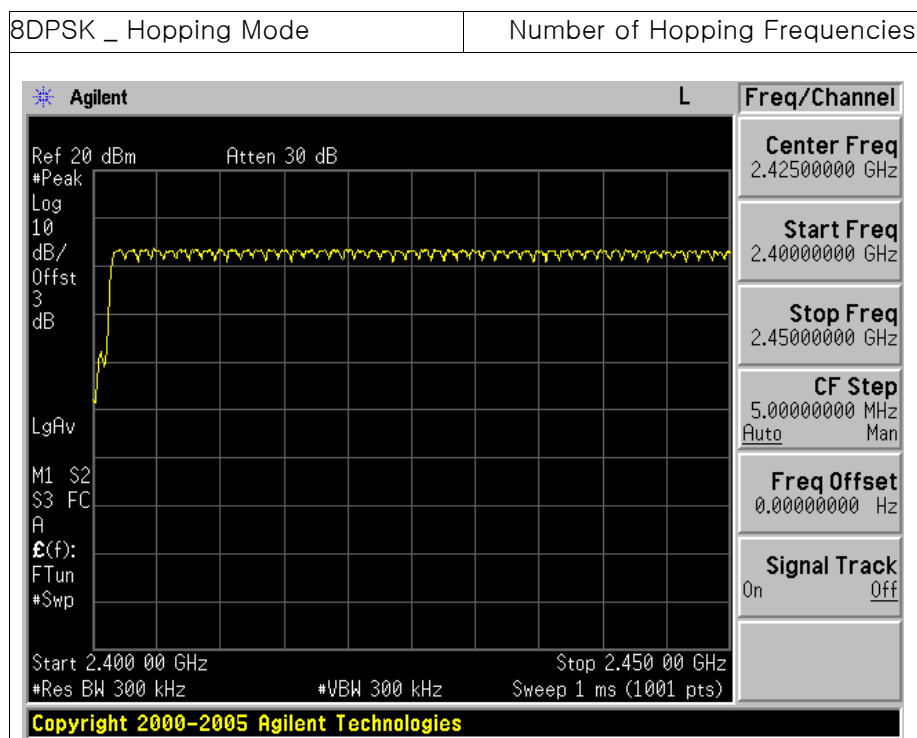 8DPSK _ Hopping Mode
Number of Hopping Frequencies
Agilent
L
Freq/Channel
Ref 20 dBm
Atten 30 dB
#Peak
Log
10
dB/
Offst
3
dB
LgAv
M1 S2
S3 FC
A
£(f):
FTun
#Swp
Start 2.400 00 GHz
Stop 2.450 00 GHz
#Res BW 300 kHz
#VBW 300 kHz
Sweep 1 ms (1001 pts)
Center Freq
2.42500000 GHz
Start Freq
2.40000000 GHz
Stop Freq
2.45000000 GHz
CF Step
5.00000000 MHz
Auto Man
Freq Offset
0.00000000 Hz
Signal Track
On Off
Copyright 2000-2005 Agilent Technologies